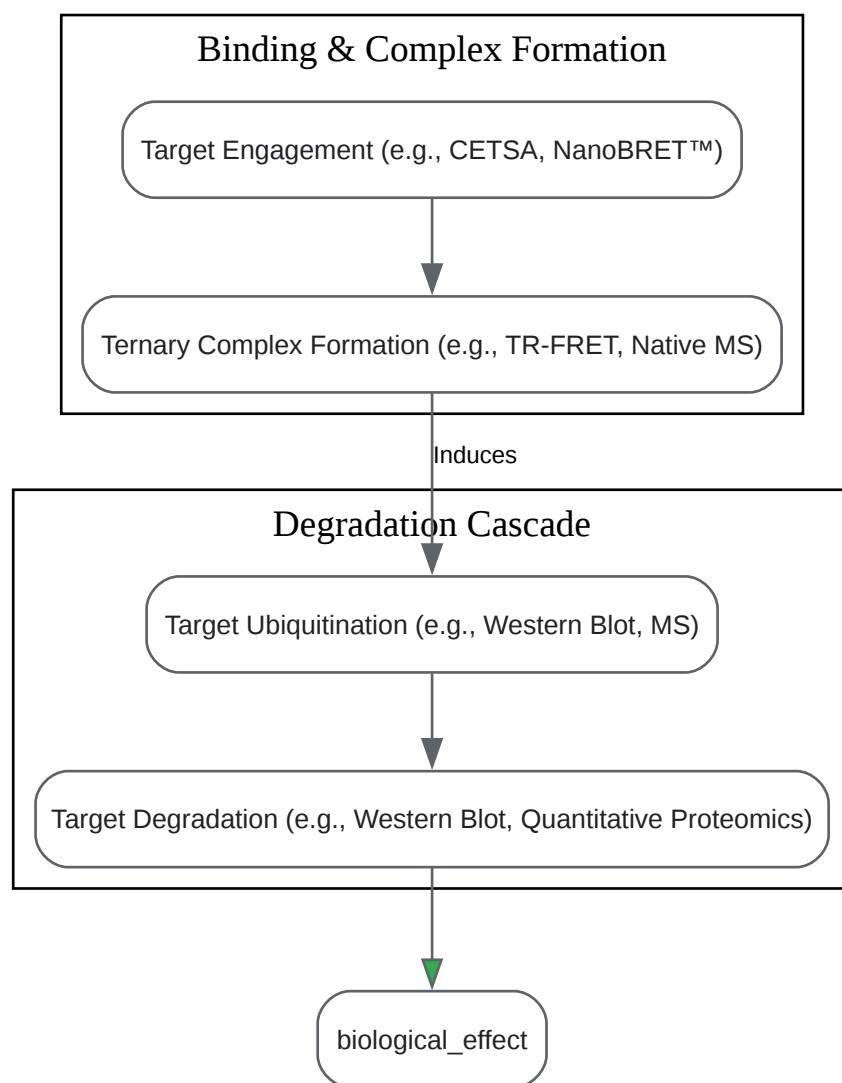 Binding & Complex Formation
Target Engagement (e.g., CETSA, NanoBRET™)
Ternary Complex Formation (e.g., TR-FRET, Native MS)
Induces
Degradation Cascade
Target Ubiquitination (e.g., Western Blot, MS)
Target Degradation (e.g., Western Blot, Quantitative Proteomics)
biological_effect